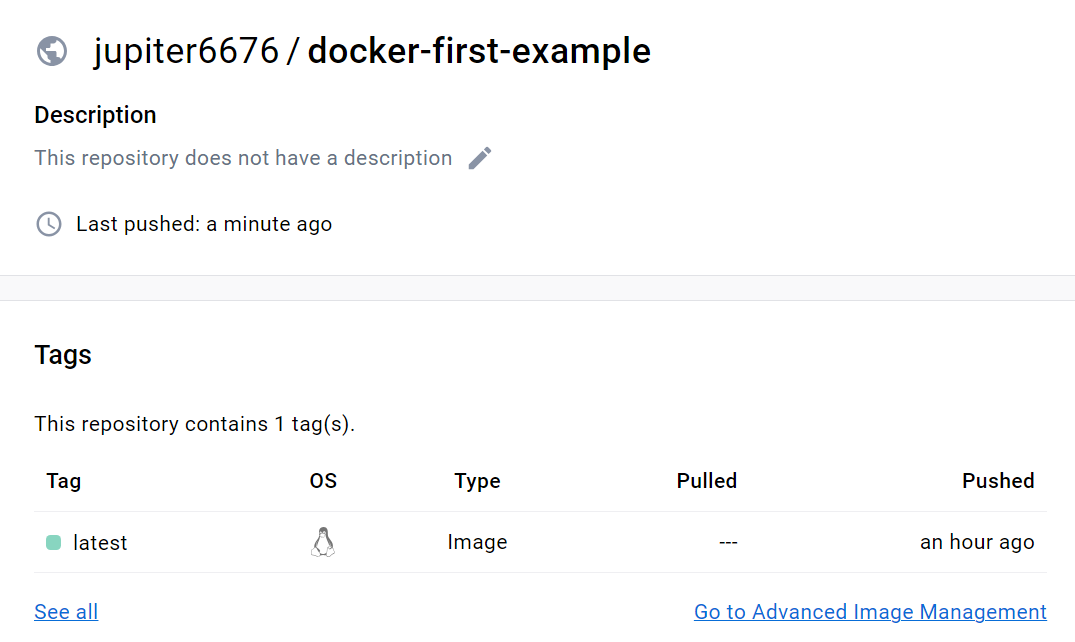 jupiter6676 / docker-first-example
Description
This repository does not have a description
Last pushed: a minute ago
Tags
This repository contains 1 tag(s).
Tag OS Type Pulled Pushed
latest Image --- an hour ago
See all Go to Advanced Image Management